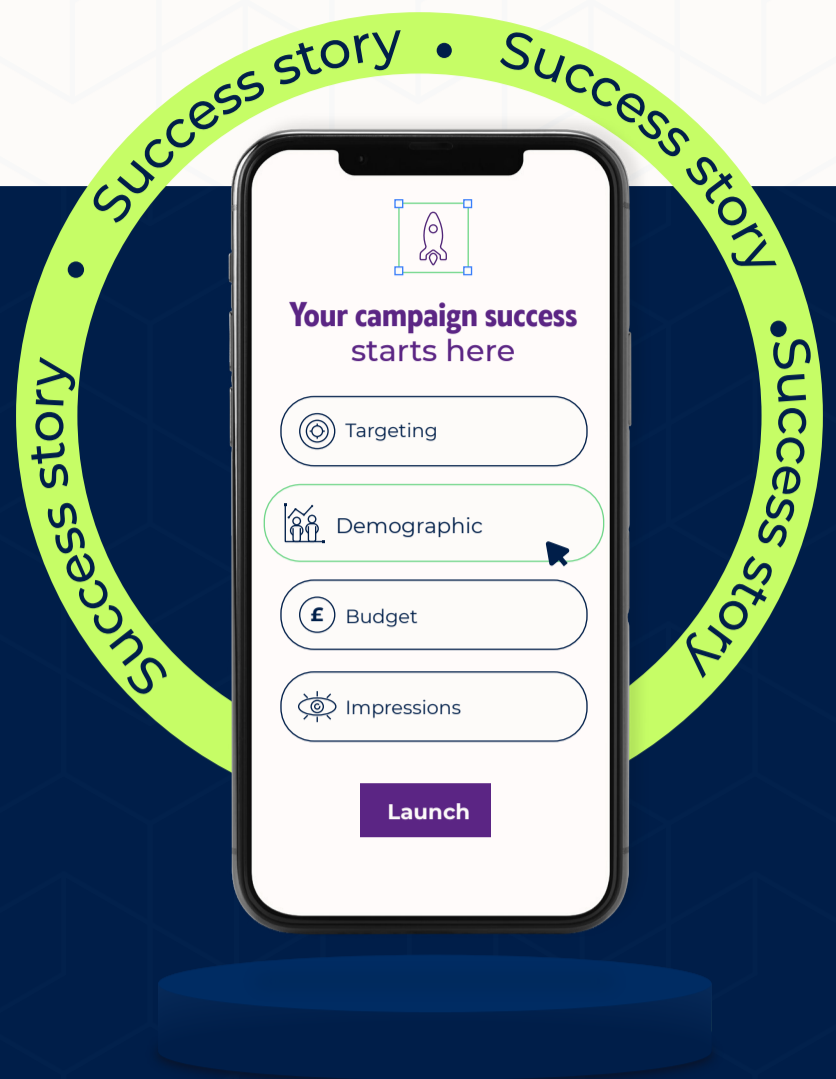 Success story • Success story • Success story • Success story •
Your campaign success
starts here
Targeting
Demographic
£ Budget
Impressions
Launch